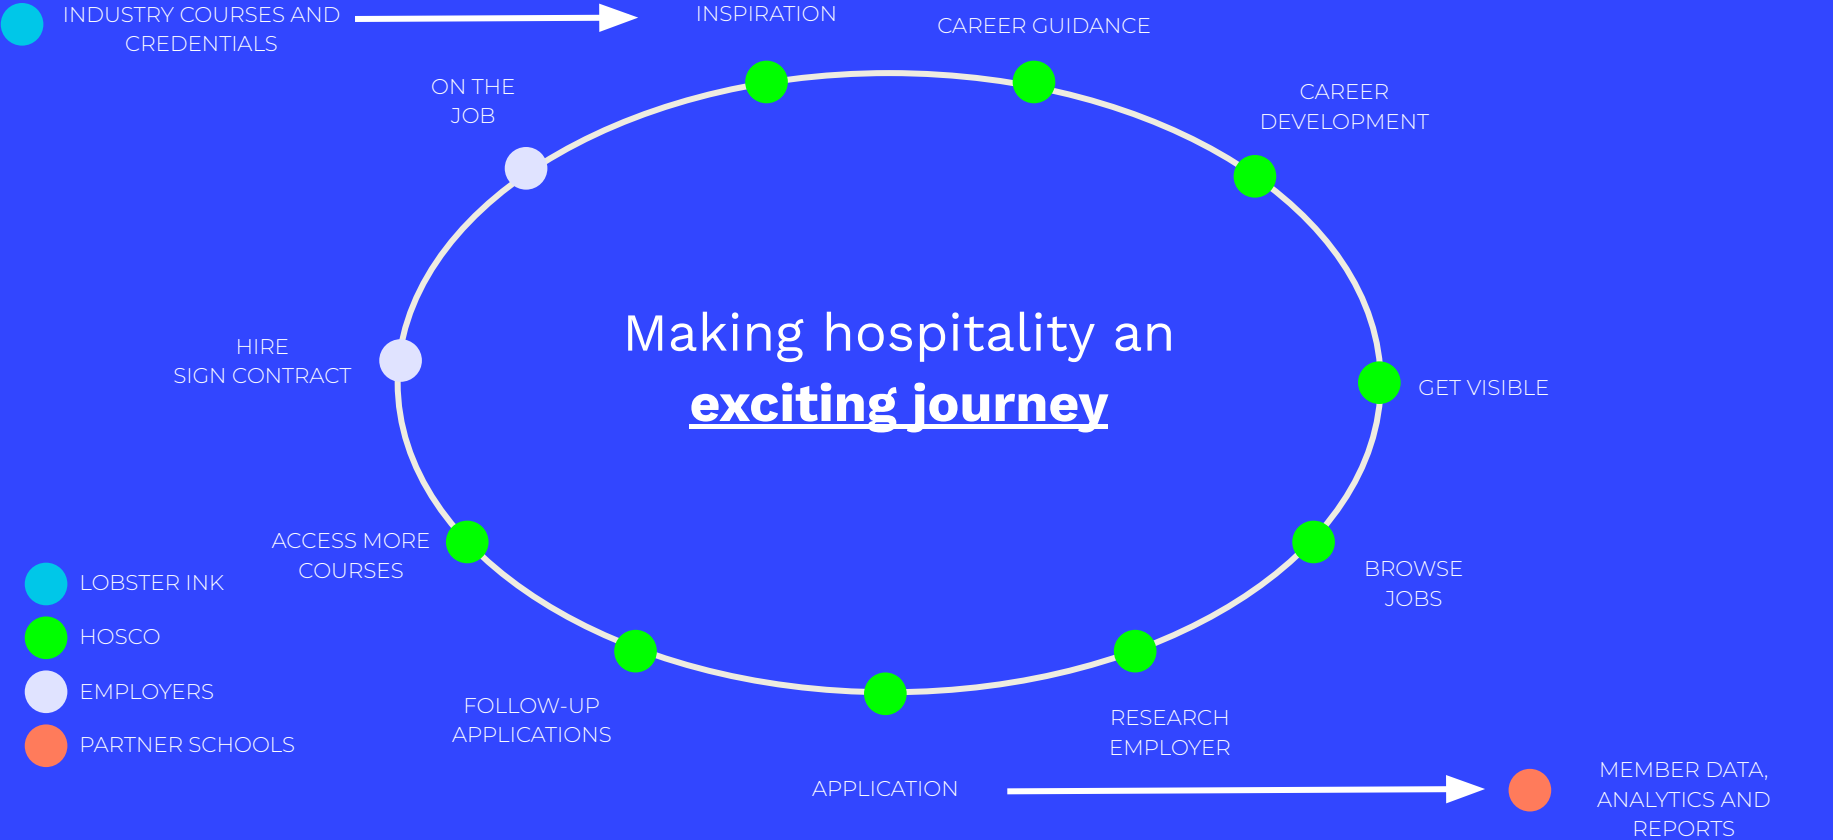 INDUSTRY COURSES AND
CREDENTIALS
INSPIRATION
CAREER GUIDANCE
ON THE
JOB
CAREER
DEVELOPMENT
Making hospitality an
exciting journey
HIRE
SIGN CONTRACT
GET VISIBLE
ACCESS MORE
COURSES
BROWSE
JOBS
LOBSTER INK
HOSCO
EMPLOYERS
PARTNER SCHOOLS
FOLLOW-UP
APPLICATIONS
RESEARCH
EMPLOYER
APPLICATION
MEMBER DATA,
ANALYTICS AND
REPORTS